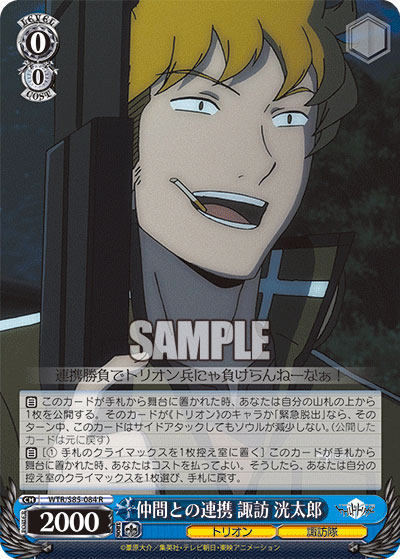 LEVEL
0
0
COST
SAMPLE
連携勝負でトリオン兵にゃ負けらんねーなぁ！
自 このカードが手札から舞台に置かれた時、あなたは自分の山札の上から
1枚を公開する。そのカードが《トリオン》のキャラか「緊急脱出」なら、そのターン中、このカードはサイドアタックしてもソウルが減少しない。（公開した
カードは元に戻す）
自 [① 手札のクライマックスを1枚控え室に置く] このカードが手札から舞台に置かれた時、あなたはコストを払ってよい。そうしたら、あなたは自分の控え室のクライマックスを1枚選び、手札に戻す。
CH WTR/S85-084 R
POWER
2000
仲間との連携 諏訪 洸太郎
トリオン
諏訪隊
©葦原大介／集英社・テレビ朝日・東映アニメーション